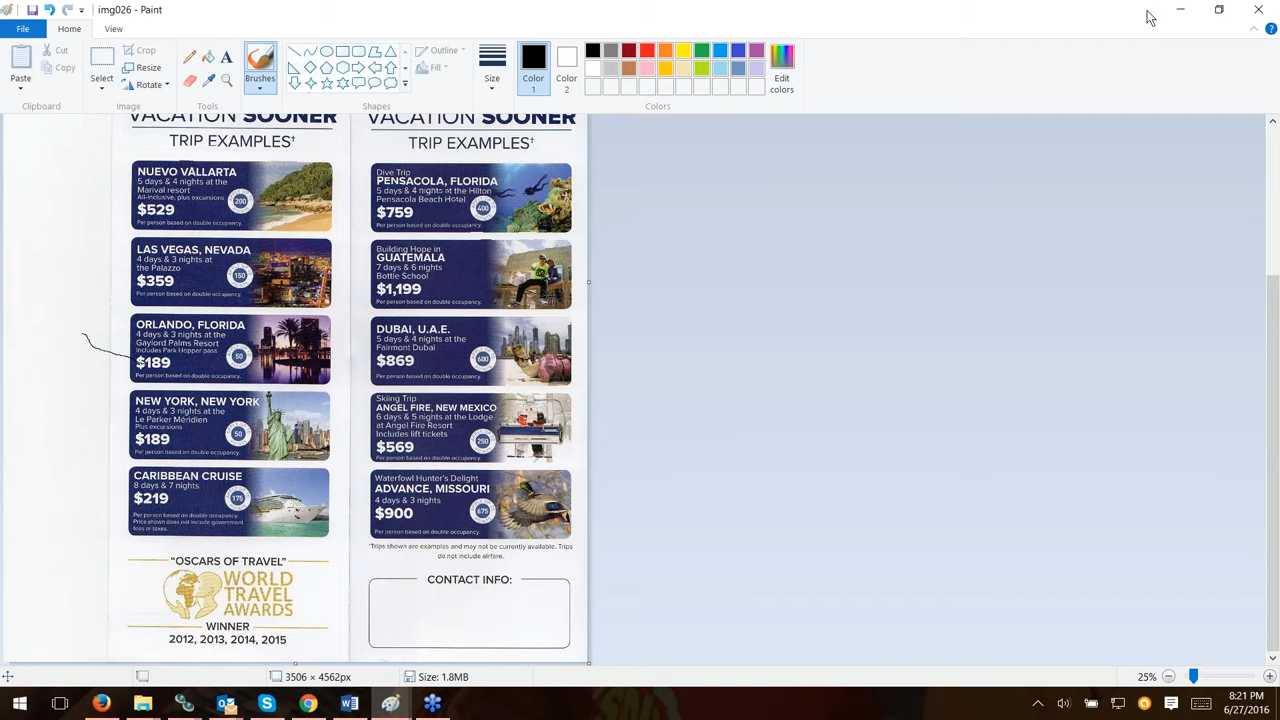 img026 - Paint
File
Home
View
Paste
Cut
Copy
Clipboard
Select
Crop
Resize
Rotate
Image
Tools
Brushes
Outline
Fill
Shapes
Size
Color 1
Color 2
Edit colors
Colors
VACATION SOONER
TRIP EXAMPLES†
NUEVO VALLARTA
5 days & 4 nights at the
Marival resort
All-inclusive, plus excursions
$529
200
Per person based on double occupancy.
LAS VEGAS, NEVADA
4 days & 3 nights at
the Palazzo
$359
150
Per person based on double occupancy.
ORLANDO, FLORIDA
4 days & 3 nights at the
Gaylord Palms Resort
Includes Park Hopper pass
$189
50
Per person based on double occupancy.
NEW YORK, NEW YORK
4 days & 3 nights at the
Le Parker Méridien
Plus excursions
$189
50
Per person based on double occupancy.
CARIBBEAN CRUISE
8 days & 7 nights
$219
175
Per person based on double occupancy.
Price shown does not include government
fees or taxes.
"OSCARS OF TRAVEL"
WORLD
TRAVEL
AWARDS
WINNER
2012, 2013, 2014, 2015
VACATION SOONER
TRIP EXAMPLES†
Dive Trip
PENSACOLA, FLORIDA
5 days & 4 nights at the Hilton
Pensacola Beach Hotel
$759
400
Per person based on double occupancy.
Building Hope in
GUATEMALA
7 days & 6 nights
Bottle School
$1,199
Per person based on double occupancy.
DUBAI, U.A.E.
5 days & 4 nights at the
Fairmont Dubai
$869
600
Per person based on double occupancy.
Skiing Trip
ANGEL FIRE, NEW MEXICO
6 days & 5 nights at the Lodge
at Angel Fire Resort
Includes lift tickets
$569
250
Per person based on double occupancy.
Waterfowl Hunter's Delight
ADVANCE, MISSOURI
4 days & 3 nights
$900
675
Per person based on double occupancy.
†Trips shown are examples and may not be currently available. Trips
do not include airfare.
CONTACT INFO:
3506 × 4562px
Size: 1.8MB
25%
8:21 PM
6/27/2016